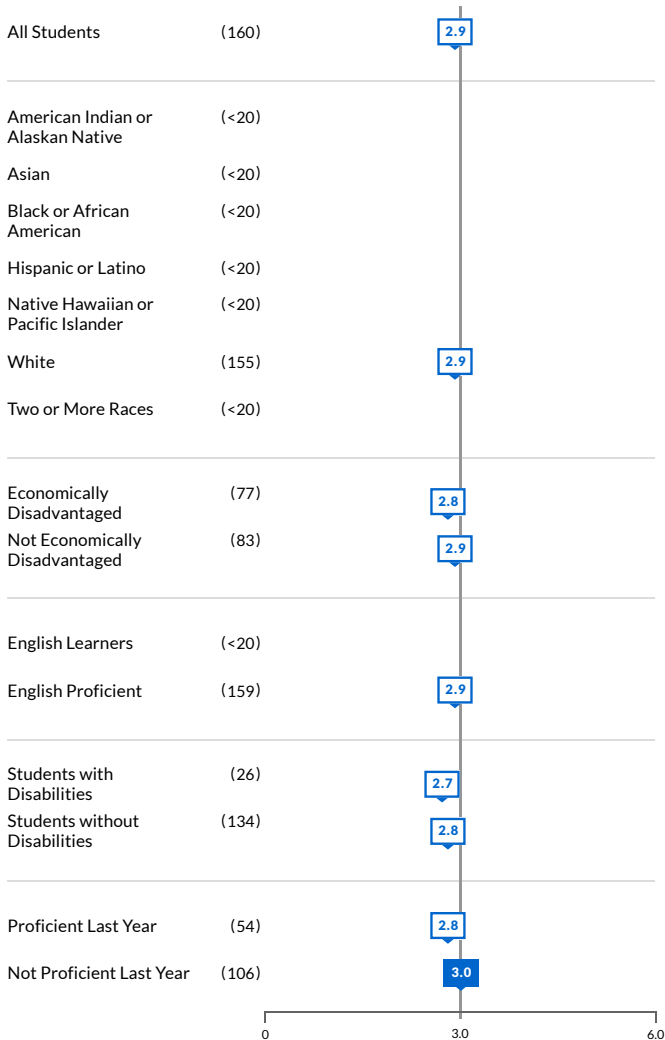 All Students (160) 2.9
American Indian or
Alaskan Native (<20)
Asian (<20)
Black or African
American (<20)
Hispanic or Latino (<20)
Native Hawaiian or
Pacific Islander (<20)
White (155) 2.9
Two or More Races (<20)
Economically
Disadvantaged (77) 2.8
Not Economically
Disadvantaged (83) 2.9
English Learners (<20)
English Proficient (159) 2.9
Students with
Disabilities (26) 2.7
Students without
Disabilities (134) 2.8
Proficient Last Year (54) 2.8
Not Proficient Last Year (106) 3.0
0 3.0 6.0